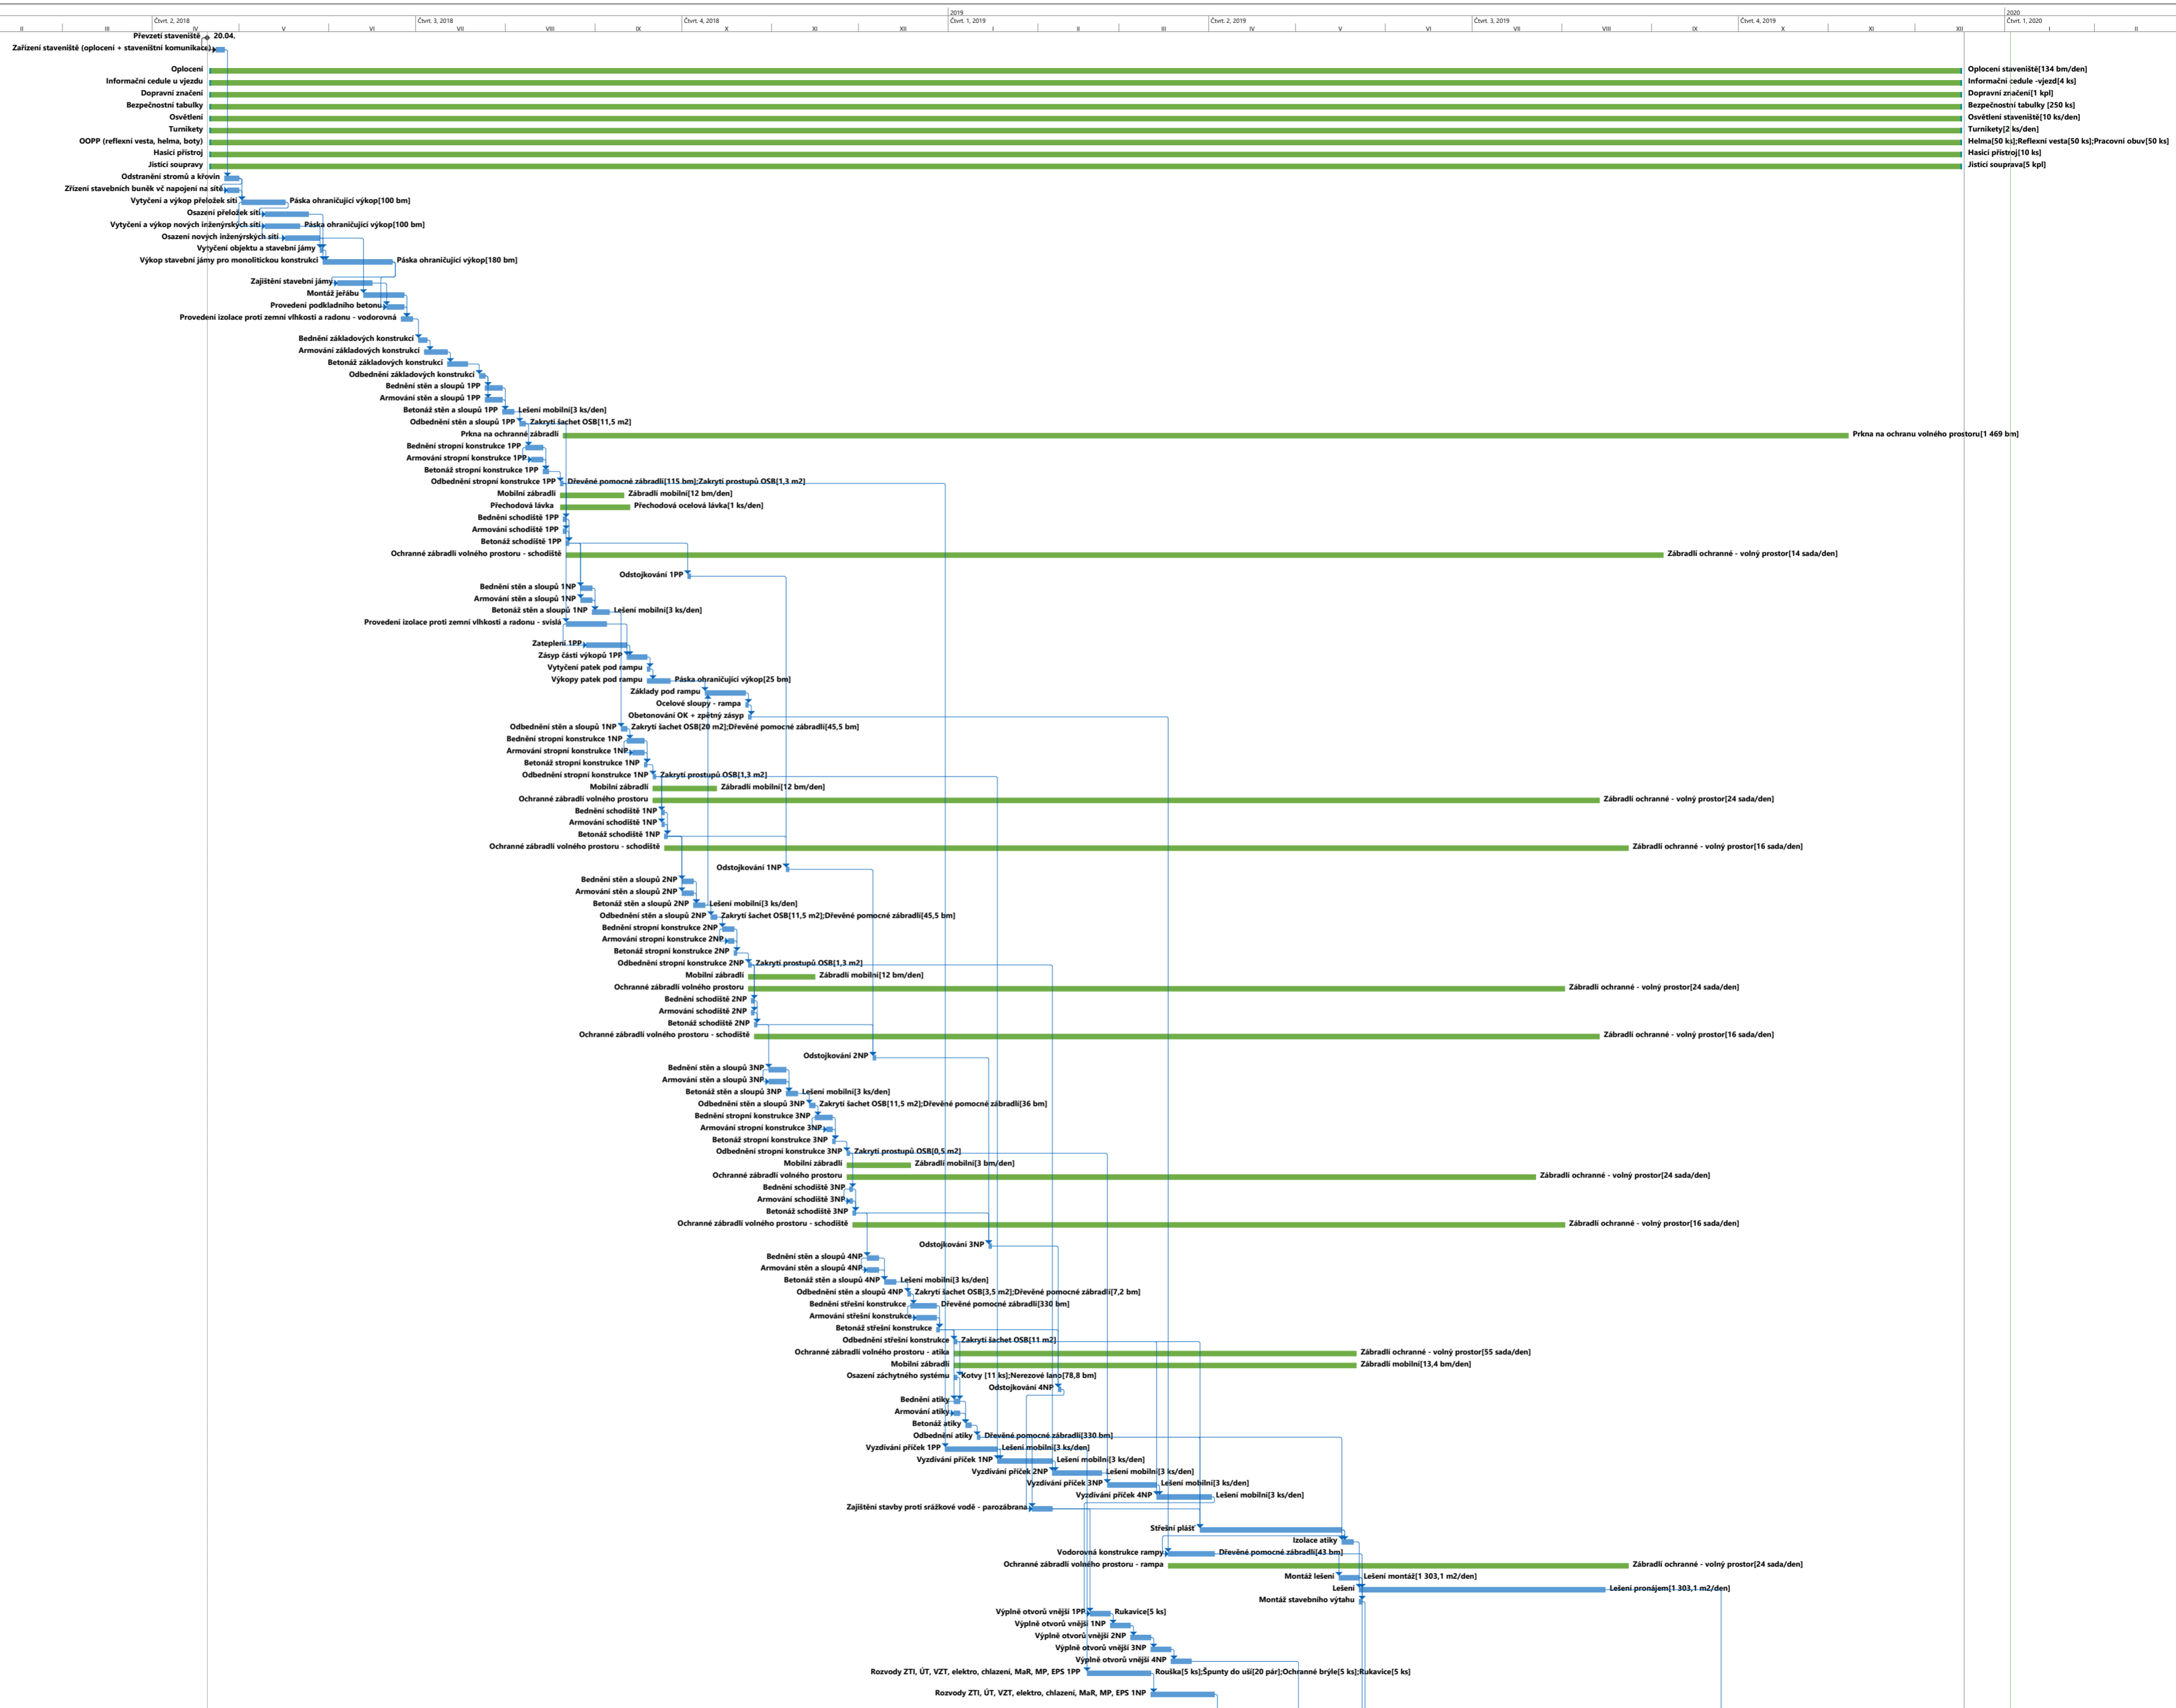 2019
2020
Čtvrt. 2, 2018
Čtvrt. 3, 2018
Čtvrt. 4, 2018
Čtvrt. 1, 2019
Čtvrt. 2, 2019
Čtvrt. 3, 2019
Čtvrt. 4, 2019
Čtvrt. 1, 2020
II III IV V VI VII VIII IX X XI XII I II III IV V VI VII VIII IX X XI XII I II
Převzetí staveniště 20.04.
Zařízení staveniště (oplocení + staveništní komunikace)
Oplocení Oplocení staveniště[134 bm/den]
Informační cedule u vjezdu Informační cedule -vjezd[4 ks]
Dopravní značení Dopravní značení[1 kpl]
Bezpečnostní tabulky Bezpečnostní tabulky [250 ks]
Osvětlení Osvětlení staveniště[10 ks/den]
Turnikety Turnikety[2 ks/den]
OOPP (reflexní vesta, helma, boty) Helma[50 ks];Reflexní vesta[50 ks];Pracovní obuv[50 ks]
Hasicí přístroj Hasicí přístroj[10 ks]
Jistící soupravy Jistící souprava[5 kpl]
Odstranění stromů a křovin
Zřízení stavebních buněk vč napojení na sítě
Vytyčení a výkop přeložek sítí Páska ohraničující výkop[100 bm]
Osazení přeložek sítí
Vytyčení a výkop nových inženýrských sítí Páska ohraničující výkop[100 bm]
Osazení nových inženýrských sítí
Vytyčení objektu a stavební jámy
Výkop stavební jámy pro monolitickou konstrukci Páska ohraničující výkop[180 bm]
Zajištění stavební jámy
Montáž jeřábu
Provedení podkladního betonu
Provedení izolace proti zemní vlhkosti a radonu - vodorovná
Bednění základových konstrukcí
Armování základových konstrukcí
Betonáž základových konstrukcí
Odbednění základových konstrukcí
Bednění stěn a sloupů 1PP
Armování stěn a sloupů 1PP
Betonáž stěn a sloupů 1PP Lešení mobilní[3 ks/den]
Odbednění stěn a sloupů 1PP Zakrytí šachet OSB[11,5 m2]
Prkna na ochranné zábradlí Prkna na ochranu volného prostoru[1 469 bm]
Bednění stropní konstrukce 1PP
Armování stropní konstrukce 1PP
Betonáž stropní konstrukce 1PP
Odbednění stropní konstrukce 1PP Dřevěné pomocné zábradlí[115 bm];Zakrytí prostupů OSB[1,3 m2]
Mobilní zábradlí Zábradlí mobilní[12 bm/den]
Přechodová lávka Přechodová ocelová lávka[1 ks/den]
Bednění schodiště 1PP
Armování schodiště 1PP
Betonáž schodiště 1PP
Ochranné zábradlí volného prostoru - schodiště Zábradlí ochranné - volný prostor[14 sada/den]
Odstojkování 1PP
Bednění stěn a sloupů 1NP
Armování stěn a sloupů 1NP
Betonáž stěn a sloupů 1NP Lešení mobilní[3 ks/den]
Provedení izolace proti zemní vlhkosti a radonu - svislá
Zateplení 1PP
Zásyp části výkopů 1PP
Vytyčení patek pod rampu
Výkopy patek pod rampu Páska ohraničující výkop[25 bm]
Základy pod rampu
Ocelové sloupy - rampa
Obetonování OK + zpětný zásyp
Odbednění stěn a sloupů 1NP Zakrytí šachet OSB[20 m2];Dřevěné pomocné zábradlí[45,5 bm]
Bednění stropní konstrukce 1NP
Armování stropní konstrukce 1NP
Betonáž stropní konstrukce 1NP
Odbednění stropní konstrukce 1NP Zakrytí prostupů OSB[1,3 m2]
Mobilní zábradlí Zábradlí mobilní[12 bm/den]
Ochranné zábradlí volného prostoru Zábradlí ochranné - volný prostor[24 sada/den]
Bednění schodiště 1NP
Armování schodiště 1NP
Betonáž schodiště 1NP
Ochranné zábradlí volného prostoru - schodiště Zábradlí ochranné - volný prostor[16 sada/den]
Odstojkování 1NP
Bednění stěn a sloupů 2NP
Armování stěn a sloupů 2NP
Betonáž stěn a sloupů 2NP Lešení mobilní[3 ks/den]
Odbednění stěn a sloupů 2NP Zakrytí šachet OSB[11,5 m2];Dřevěné pomocné zábradlí[45,5 bm]
Bednění stropní konstrukce 2NP
Armování stropní konstrukce 2NP
Betonáž stropní konstrukce 2NP
Odbednění stropní konstrukce 2NP Zakrytí prostupů OSB[1,3 m2]
Mobilní zábradlí Zábradlí mobilní[12 bm/den]
Ochranné zábradlí volného prostoru Zábradlí ochranné - volný prostor[24 sada/den]
Bednění schodiště 2NP
Armování schodiště 2NP
Betonáž schodiště 2NP
Ochranné zábradlí volného prostoru - schodiště Zábradlí ochranné - volný prostor[16 sada/den]
Odstojkování 2NP
Bednění stěn a sloupů 3NP
Armování stěn a sloupů 3NP
Betonáž stěn a sloupů 3NP Lešení mobilní[3 ks/den]
Odbednění stěn a sloupů 3NP Zakrytí šachet OSB[11,5 m2];Dřevěné pomocné zábradlí[36 bm]
Bednění stropní konstrukce 3NP
Armování stropní konstrukce 3NP
Betonáž stropní konstrukce 3NP
Odbednění stropní konstrukce 3NP Zakrytí prostupů OSB[0,5 m2]
Mobilní zábradlí Zábradlí mobilní[3 bm/den]
Ochranné zábradlí volného prostoru Zábradlí ochranné - volný prostor[24 sada/den]
Bednění schodiště 3NP
Armování schodiště 3NP
Betonáž schodiště 3NP
Ochranné zábradlí volného prostoru - schodiště Zábradlí ochranné - volný prostor[16 sada/den]
Odstojkování 3NP
Bednění stěn a sloupů 4NP
Armování stěn a sloupů 4NP
Betonáž stěn a sloupů 4NP Lešení mobilní[3 ks/den]
Odbednění stěn a sloupů 4NP Zakrytí šachet OSB[3,5 m2];Dřevěné pomocné zábradlí[7,2 bm]
Bednění střešní konstrukce Dřevěné pomocné zábradlí[330 bm]
Armování střešní konstrukce
Betonáž střešní konstrukce
Odbednění střešní konstrukce Zakrytí šachet OSB[11 m2]
Ochranné zábradlí volného prostoru - atika Zábradlí ochranné - volný prostor[55 sada/den]
Mobilní zábradlí Zábradlí mobilní[13,4 bm/den]
Osazení záchytného systému Kotvy [11 ks];Nerezové lano[78,8 bm]
Odstojkování 4NP
Bednění atiky
Armování atiky
Betonáž atiky
Odbednění atiky Dřevěné pomocné zábradlí[330 bm]
Vyzdívání příček 1PP Lešení mobilní[3 ks/den]
Vyzdívání příček 1NP Lešení mobilní[3 ks/den]
Vyzdívání příček 2NP Lešení mobilní[3 ks/den]
Vyzdívání příček 3NP Lešení mobilní[3 ks/den]
Vyzdívání příček 4NP Lešení mobilní[3 ks/den]
Zajištění stavby proti srážkové vodě - parozábrana
Střešní plášť
Izolace atiky
Vodorovná konstrukce rampy Dřevěné pomocné zábradlí[43 bm]
Ochranné zábradlí volného prostoru - rampa Zábradlí ochranné - volný prostor[24 sada/den]
Montáž lešení Lešení montáž[1 303,1 m2/den]
Lešení Lešení pronájem[1 303,1 m2/den]
Montáž stavebního výtahu
Výplně otvorů vnější 1PP Rukavice[5 ks]
Výplně otvorů vnější 1NP
Výplně otvorů vnější 2NP
Výplně otvorů vnější 3NP
Výplně otvorů vnější 4NP
Rozvody ZTI, ÚT, VZT, elektro, chlazení, MaR, MP, EPS 1PP Rouška[5 ks];Špunty do uší[20 pár];Ochranné brýle[5 ks];Rukavice[5 ks]
Rozvody ZTI, ÚT, VZT, elektro, chlazení, MaR, MP, EPS 1NP